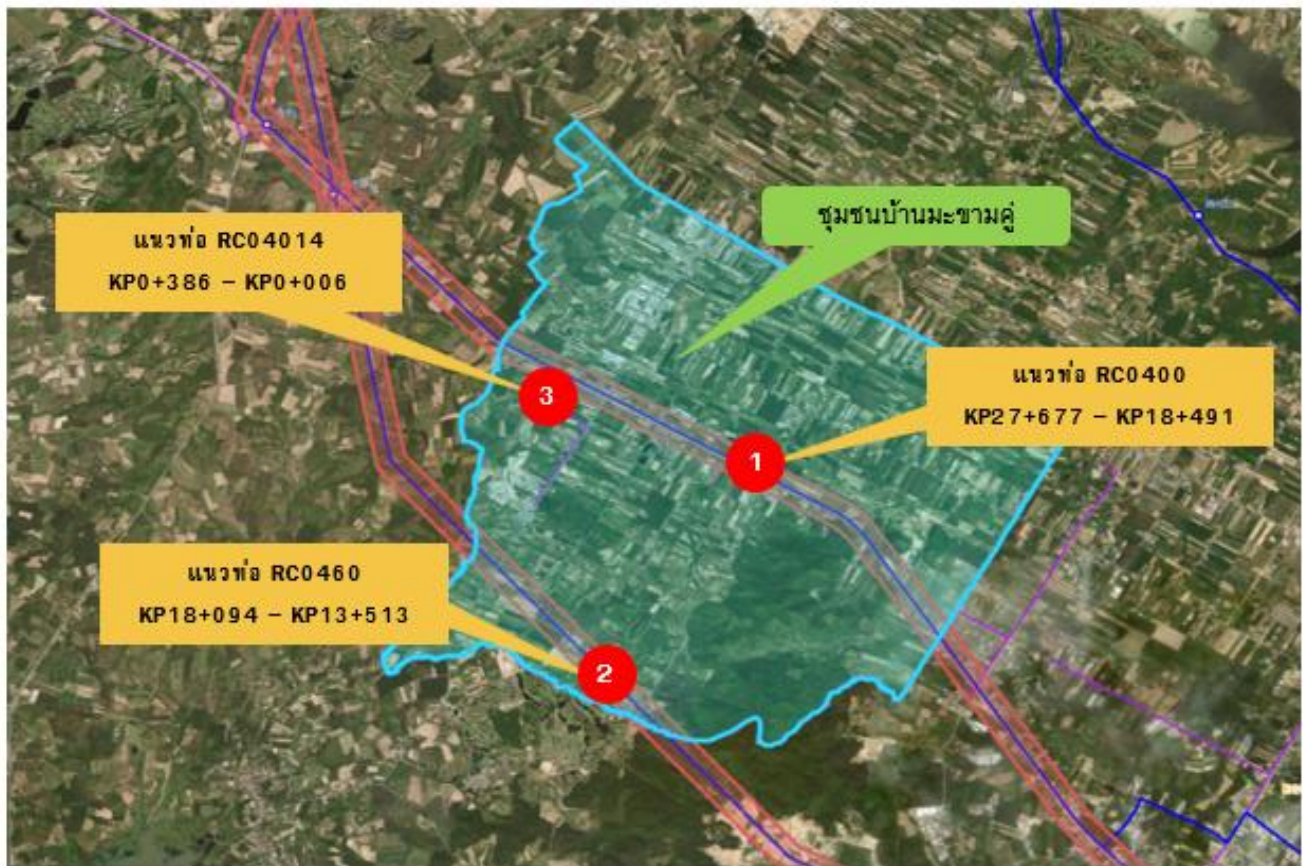 ชุมชนบ้านมะขามคู่
แนวท่อ RC04014
KP0+386 – KP0+006
3
แนวท่อ RC0400
KP27+677 – KP18+491
1
แนวท่อ RC0460
KP18+094 – KP13+513
2